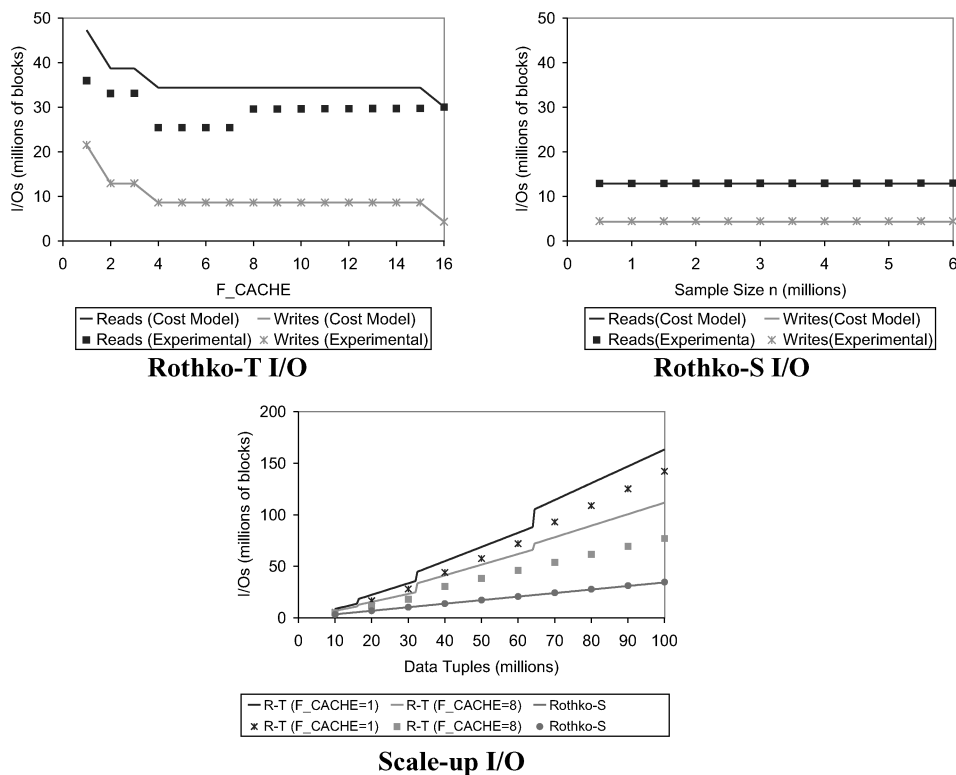 50
40
30
20
10
0
I/Os (millions of blocks)
0 2 4 6 8 10 12 14 16
F_CACHE
Reads (Cost Model) Writes (Cost Model)
Reads (Experimental) Writes (Experimental)
Rothko-T I/O
50
40
30
20
10
0
I/Os (millions of blocks)
0 1 2 3 4 5 6
Sample Size n (millions)
Reads(Cost Model) Writes(Cost Model)
Reads(Experimenta) Writes(Experimental)
Rothko-S I/O
200
150
100
50
0
I/Os (millions of blocks)
0 10 20 30 40 50 60 70 80 90 100
Data Tuples (millions)
R-T (F_CACHE=1) R-T (F_CACHE=8) Rothko-S
R-T (F_CACHE=1) R-T (F_CACHE=8) Rothko-S
Scale-up I/O